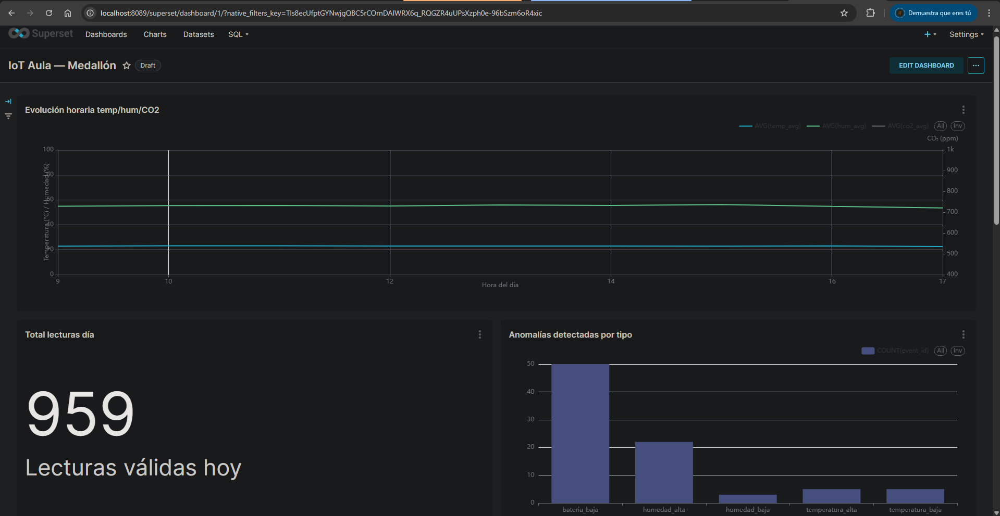 localhost:8089/superset/dashboard/1/?native_filters_key=TIs8ecUfptGYNwjgQBC5rCOrnDAlWRX6q_RQGZR4uUPsXzph0e-96bSzm6oR4xic
Demuestra que eres tú
Superset
Dashboards
Charts
Datasets
SQL
+
Settings
IoT Aula — Medallón
Draft
EDIT DASHBOARD
...
Evolución horaria temp/hum/CO2
AVG(temp_avg)
AVG(hum_avg)
AVG(co2_avg)
All
Inv
CO₂ (ppm)
Temperatura (°C) / Humedad (%)
100
80
60
40
20
0
1k
900
800
700
600
500
400
9
10
12
14
16
17
Hora del día
Total lecturas día
959
Lecturas válidas hoy
Anomalías detectadas por tipo
COUNT(event_id)
All
Inv
50
40
30
20
10
0
bateria_baja
humedad_alta
humedad_baja
temperatura_alta
temperatura_baja